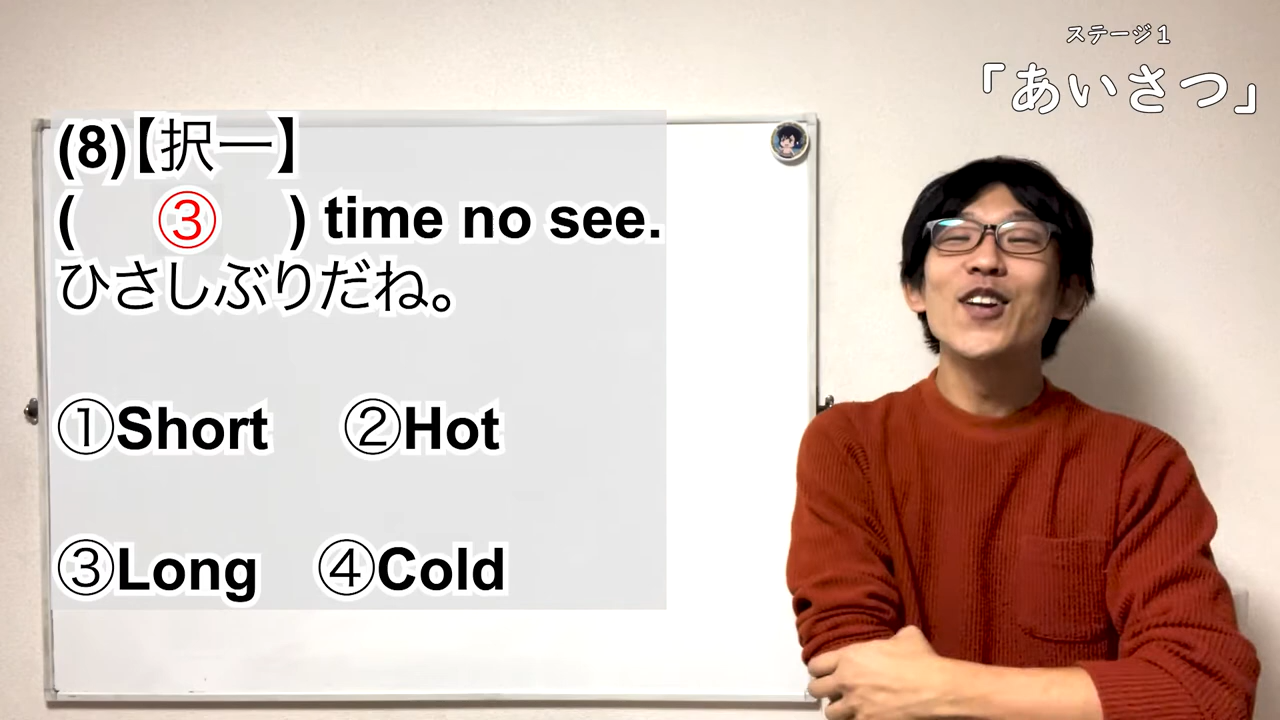 ステージ1
「あいさつ」
(8)【択一】
( ③ ) time no see.
ひさしぶりだね。
①Short ②Hot
③Long ④Cold